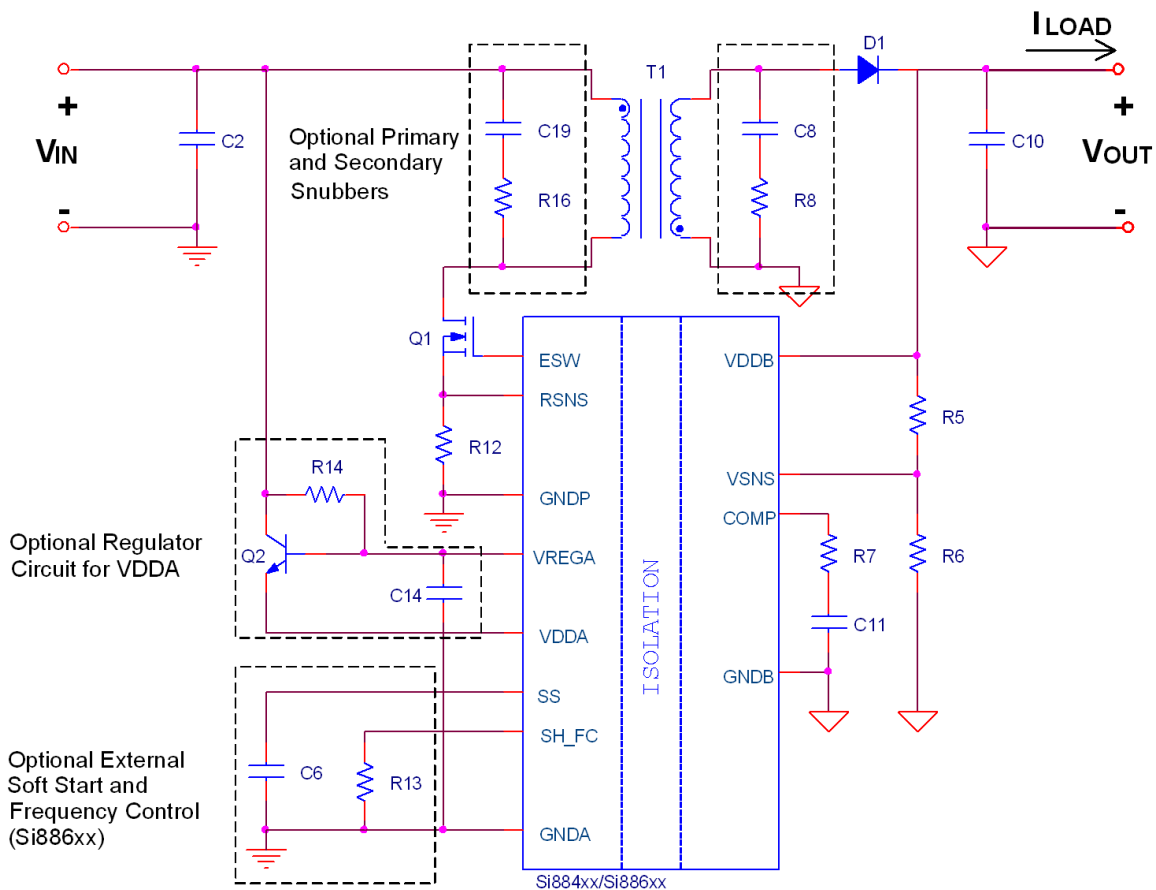 I LOAD
D1
T1
+
VIN
-
C2
Optional Primary
and Secondary
Snubbers
C19
R16
C8
R8
C10
+
VOUT
-
Q1
ESW
RSNS
R12
GNDP
VREGA
VDDA
SS
SH_FC
GNDA
ISOLATION
VDDB
VSNS
COMP
GNDB
R5
R6
R7
C11
R14
Q2
C14
Optional Regulator
Circuit for VDDA
C6
R13
Optional External
Soft Start and
Frequency Control
(Si886xx)
Si884xx/Si886xx